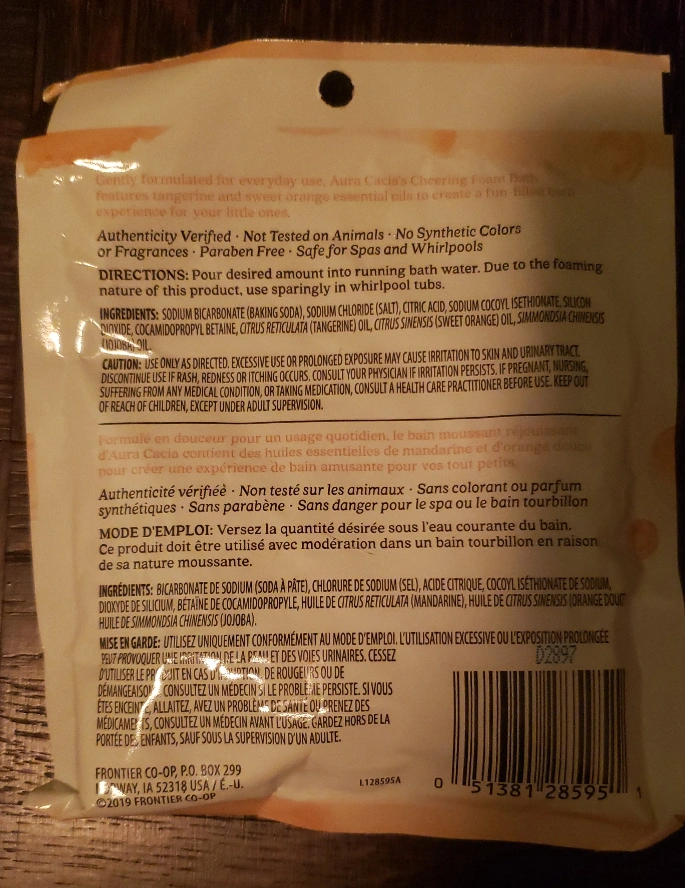 Gently formulated for everyday use, Aura Cacia's Cheering Foam Bath
features tangerine and sweet orange essential oils to create a fun-filled
experience for your little ones.
Authenticity Verified · Not Tested on Animals · No Synthetic Colors
or Fragrances · Paraben Free · Safe for Spas and Whirlpools
DIRECTIONS: Pour desired amount into running bath water. Due to the foaming
nature of this product, use sparingly in whirlpool tubs.
INGREDIENTS: SODIUM BICARBONATE (BAKING SODA), SODIUM CHLORIDE (SALT), CITRIC ACID, SODIUM COCOYL ISETHIONATE, SILICON
DIOXIDE, COCAMIDOPROPYL BETAINE, CITRUS RETICULATA (TANGERINE) OIL, CITRUS SINENSIS (SWEET ORANGE) OIL, SIMMONDSIA CHINENSIS
(JOJOBA) OIL.
CAUTION: USE ONLY AS DIRECTED. EXCESSIVE USE OR PROLONGED EXPOSURE MAY CAUSE IRRITATION TO SKIN AND URINARY TRACT.
DISCONTINUE USE IF RASH, REDNESS OR ITCHING OCCURS. CONSULT YOUR PHYSICIAN IF IRRITATION PERSISTS. IF PREGNANT, NURSING,
SUFFERING FROM ANY MEDICAL CONDITION, OR TAKING MEDICATION, CONSULT A HEALTH CARE PRACTITIONER BEFORE USE. KEEP OUT
OF REACH OF CHILDREN, EXCEPT UNDER ADULT SUPERVISION.
Formulé en douceur pour un usage quotidien, le bain moussant réjouissant
d'Aura Cacia contient des huiles essentielles de mandarine et d'orange douce
pour créer une expérience de bain amusante pour vos tout petits.
Authenticité vérifiéè · Non testé sur les animaux · Sans colorant ou parfum
synthétiques · Sans parabène · Sans danger pour le spa ou le bain tourbillon
MODE D'EMPLOI: Versez la quantité désirée sous l'eau courante du bain.
Ce produit doit être utilisé avec modération dans un bain tourbillon en raison
de sa nature moussante.
INGRÉDIENTS: BICARBONATE DE SODIUM (SODA À PÂTE), CHLORURE DE SODIUM (SEL), ACIDE CITRIQUE, COCOYL ISÉTHIONATE DE SODIUM,
DIOXYDE DE SILICIUM, BÉTAÏNE DE COCAMIDOPROPYLE, HUILE DE CITRUS RETICULATA (MANDARINE), HUILE DE CITRUS SINENSIS (ORANGE DOUC
HUILE DE SIMMONDSIA CHINENSIS (JOJOBA).
MISE EN GARDE: UTILISEZ UNIQUEMENT CONFORMÉMENT AU MODE D'EMPLOI. L'UTILISATION EXCESSIVE OU L'EXPOSITION PROLONGÉE
PEUT PROVOQUER UNE IRRITATION DE LA PEAU ET DES VOIES URINAIRES. CESSEZ
D'UTILISER LE PRODUIT EN CAS D'IRRUPTION, DE ROUGEURS OU DE
DÉMANGEAISON. CONSULTEZ UN MÉDECIN SI LE PROBLÈME PERSISTE. SI VOUS
ÊTES ENCEINTE, ALLAITEZ, AVEZ UN PROBLÈME DE SANTÉ OU PRENEZ DES
MÉDICAMENTS, CONSULTEZ UN MÉDECIN AVANT L'USAGE. GARDEZ HORS DE LA
PORTÉE DES ENFANTS, SAUF SOUS LA SUPERVISION D'UN ADULTE.
D2897
FRONTIER CO-OP, P.O. BOX 299
NORWAY, IA 52318 USA / É.-U.
©2019 FRONTIER CO-OP
L128595A
0 51381 28595 1